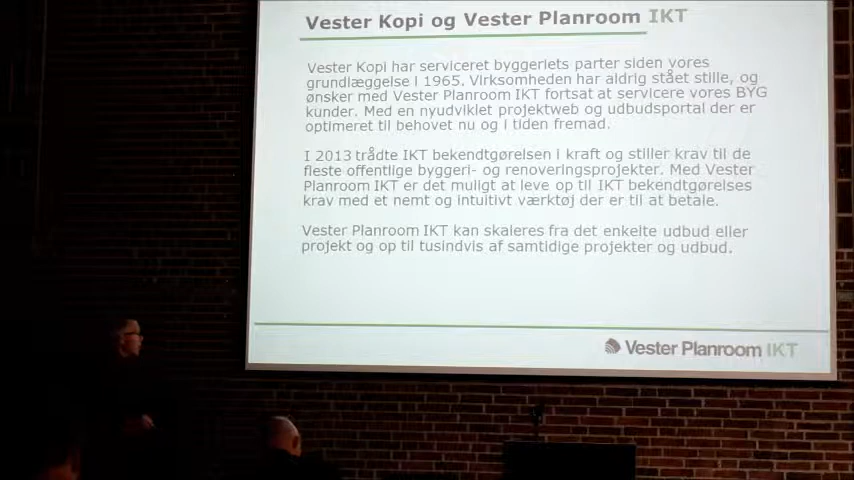 Vester Kopi og Vester Planroom IKT
Vester Kopi har serviceret byggeriets parter siden vores
grundlæggelse i 1965. Virksomheden har aldrig stået stille, og
ønsker med Vester Planroom IKT fortsat at servicere vores BYG
kunder. Med en nyudviklet projektweb og udbudsportal der er
optimeret til behovet nu og i tiden fremad.
I 2013 trådte IKT bekendtgørelsen i kraft og stiller krav til de
fleste offentlige byggeri- og renoveringsprojekter. Med Vester
Planroom IKT er det muligt at leve op til IKT bekendtgørelses
krav med et nemt og intuitivt værktøj der er til at betale.
Vester Planroom IKT kan skaleres fra det enkelte udbud eller
projekt og op til tusindvis af samtidige projekter og udbud.
Vester Planroom IKT